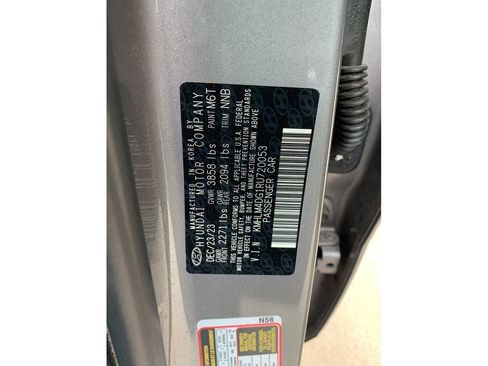 MANUFACTURED IN KOREA BY
HYUNDAI MOTOR COMPANY
DEC/23/23 GVWR 3858 lbs PAINT M6T
GAWR FRONT 2271 lbs GAWR REAR 2094 lbs TRIM NNB
THIS VEHICLE CONFORMS TO ALL APPLICABLE U.S.A. FEDERAL
MOTOR VEHICLE SAFETY, BUMPER, AND THEFT PREVENTION STANDARDS
IN EFFECT ON THE DATE OF MANUFACTURE SHOWN ABOVE
V.I.N KMHLM4DG1RU720053
PASSENGER CAR
N56